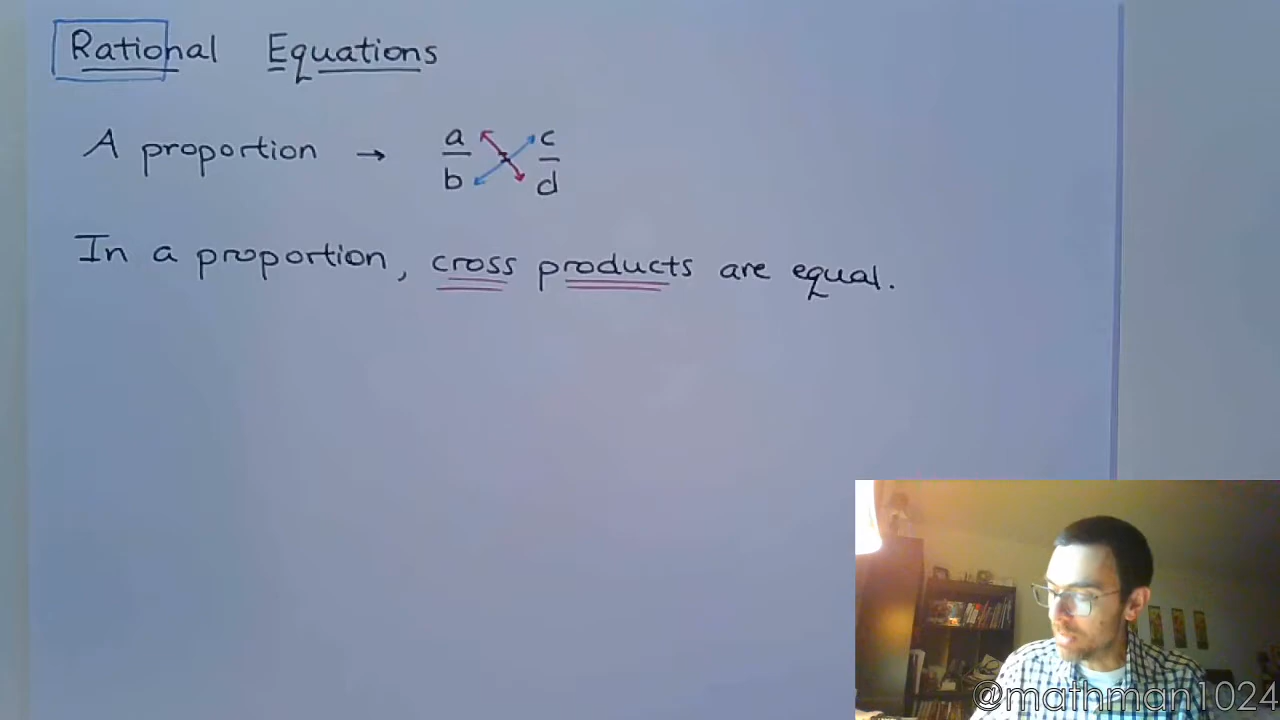 Rational Equations
A proportion → a/b = c/d
In a proportion, cross products are equal.
@mathman1024